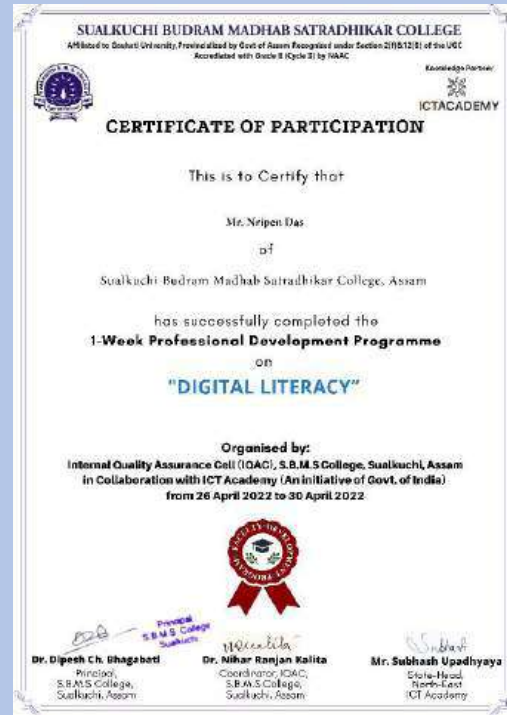 SUALKUCHI BUDRAM MADHAB SATRADHIKAR COLLEGE
Affiliated to Gauhati University, Provincialized by Govt of Assam Recognized under Section 2(f)&12(B) of the UGC
Accredited with Grade B (Cycle 3) by NAAC
Knowledge Partner
ICTACADEMY
CERTIFICATE OF PARTICIPATION
This is to Certify that
Mr. Nripen Das
of
Sualkuchi Budram Madhab Satradhikar College, Assam
has successfully completed the
1-Week Professional Development Programme
on
"DIGITAL LITERACY"
Organised by:
Internal Quality Assurance Cell (IQAC), S.B.M.S College, Sualkuchi, Assam
in Collaboration with ICT Academy (An initiative of Govt. of India)
from 26 April 2022 to 30 April 2022
FACULTY DEVELOPMENT PROGRAM
Principal
S.B.M.S. College
Sualkuchi
Dr. Dipesh Ch. Bhagabati
Principal,
S.B.M.S College,
Sualkuchi, Assam
Dr. Nihar Ranjan Kalita
Coordinator, IQAC,
S.B.M.S College,
Sualkuchi, Assam
Mr. Subhash Upadhyaya
State-Head,
North-East
ICT Academy